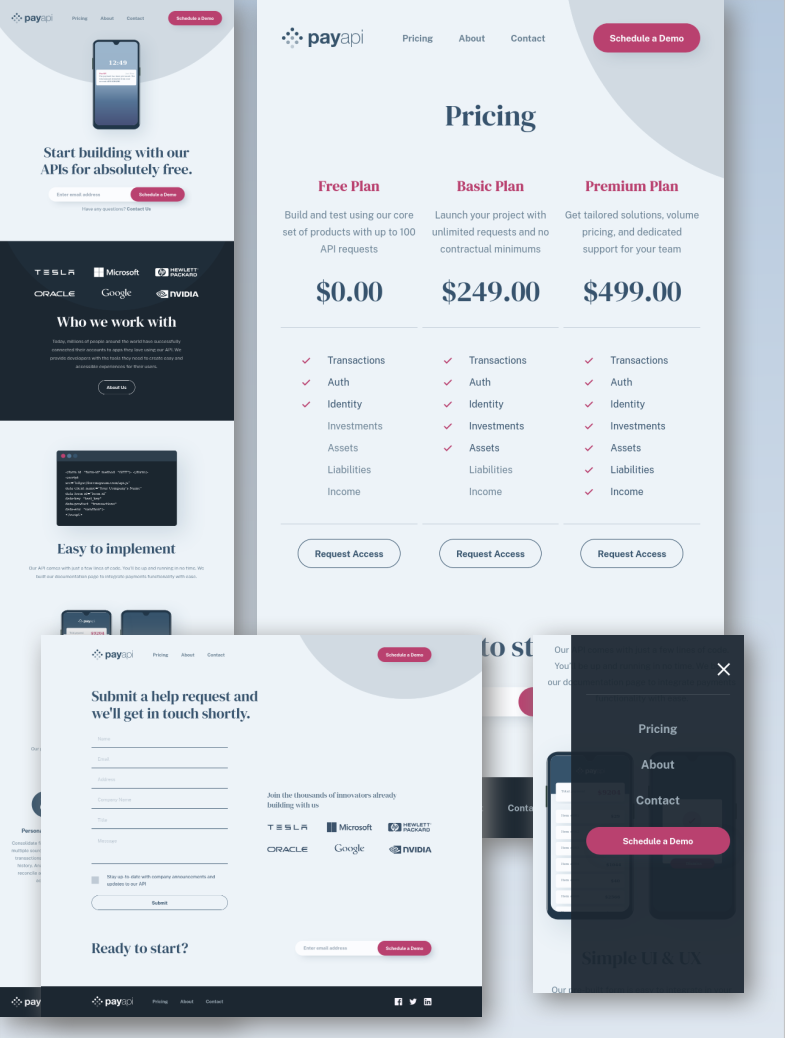 payapi
Pricing
About
Contact
Schedule a Demo
12:49
Start building with our
APIs for absolutely free.
Enter email address
Schedule a Demo
Have any questions? Contact Us
TESLA
Microsoft
hp HEWLETT
PACKARD
ORACLE
Google
NVIDIA
Who we work with
Today, millions of people around the world have successfully
connected their accounts to apps they love using our API. We
provide developers with the tools they need to create easy and
accessible experiences for their users.
About Us
Easy to implement
Our API comes with just a few lines of code. You'll be up and running in no time. We
built our documentation page to integrate payments functionality with ease.
payapi
Pricing
About
Contact
Schedule a Demo
Pricing
Free Plan
Build and test using our core
set of products with up to 100
API requests
$0.00
Transactions
Auth
Identity
Investments
Assets
Liabilities
Income
Request Access
Basic Plan
Launch your project with
unlimited requests and no
contractual minimums
$249.00
Transactions
Auth
Identity
Investments
Assets
Liabilities
Income
Request Access
Premium Plan
Get tailored solutions, volume
pricing, and dedicated
support for your team
$499.00
Transactions
Auth
Identity
Investments
Assets
Liabilities
Income
Request Access
to st
Conta
payapi
Pricing
About
Contact
Schedule a Demo
Submit a help request and
we'll get in touch shortly.
Name
Email
Address
Company Name
Title
Message
Stay up-to-date with company announcements and
updates to our API
Submit
Join the thousands of innovators already
building with us
TESLA
Microsoft
hp HEWLETT
PACKARD
ORACLE
Google
NVIDIA
Ready to start?
Enter email address
Schedule a Demo
pay
payapi
Pricing
About
Contact
Our
You'
our do
Pricing
About
Contact
Schedule a Demo
Simple UI & UX
Our